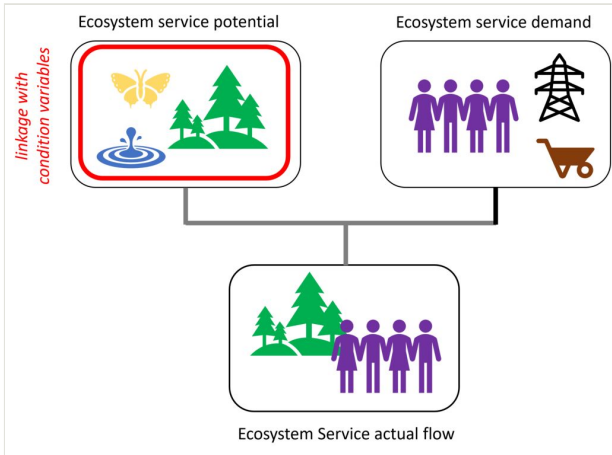 Ecosystem service potential
Ecosystem service demand
linkage with
condition variables
Ecosystem Service actual flow